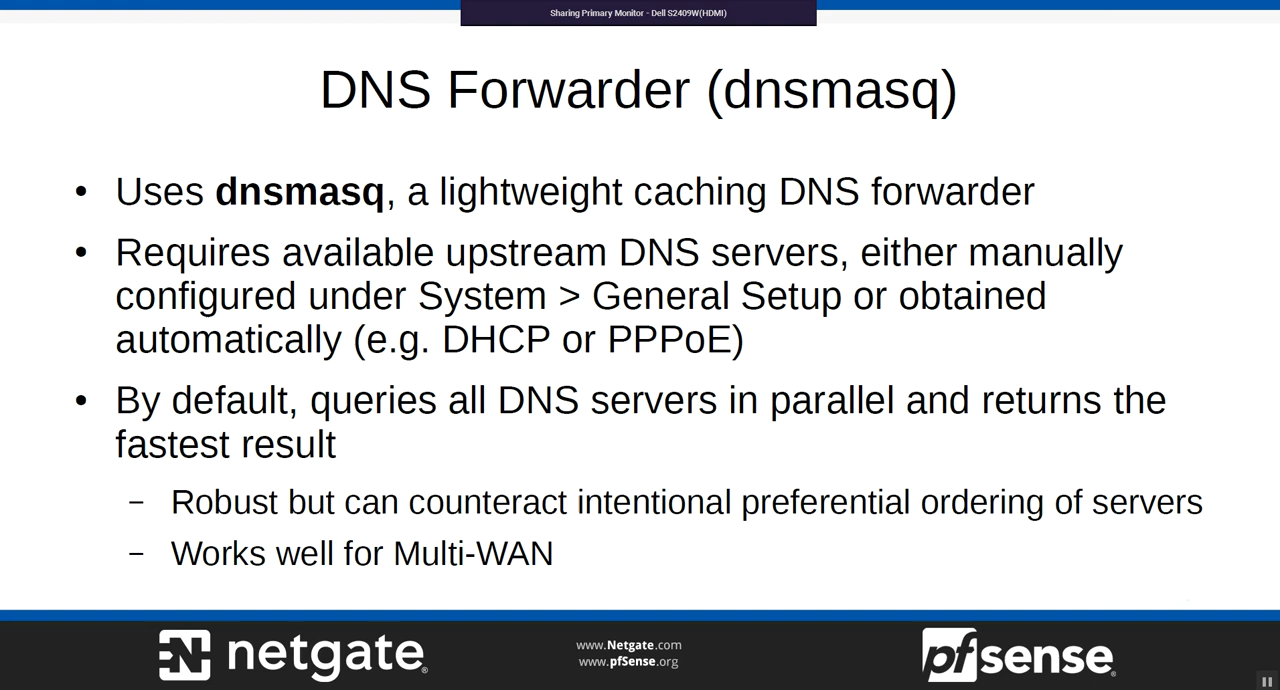 Sharing Primary Monitor - Dell S2409W(HDMI)
DNS Forwarder (dnsmasq)
• Uses dnsmasq, a lightweight caching DNS forwarder
• Requires available upstream DNS servers, either manually
configured under System > General Setup or obtained
automatically (e.g. DHCP or PPPoE)
• By default, queries all DNS servers in parallel and returns the
fastest result
– Robust but can counteract intentional preferential ordering of servers
– Works well for Multi-WAN
N netgate®
www.Netgate.com
www.pfSense.org
pfsense®